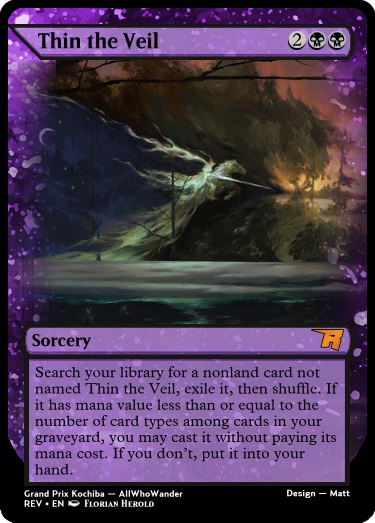 Thin the Veil 2
Sorcery
Search your library for a nonland card not
named Thin the Veil, exile it, then shuffle. If
it has mana value less than or equal to the
number of card types among cards in your
graveyard, you may cast it without paying its
mana cost. If you don't, put it into your
hand.
Grand Prix Kochiba — AllWhoWander Design — Matt
REV • EN Florian Herold